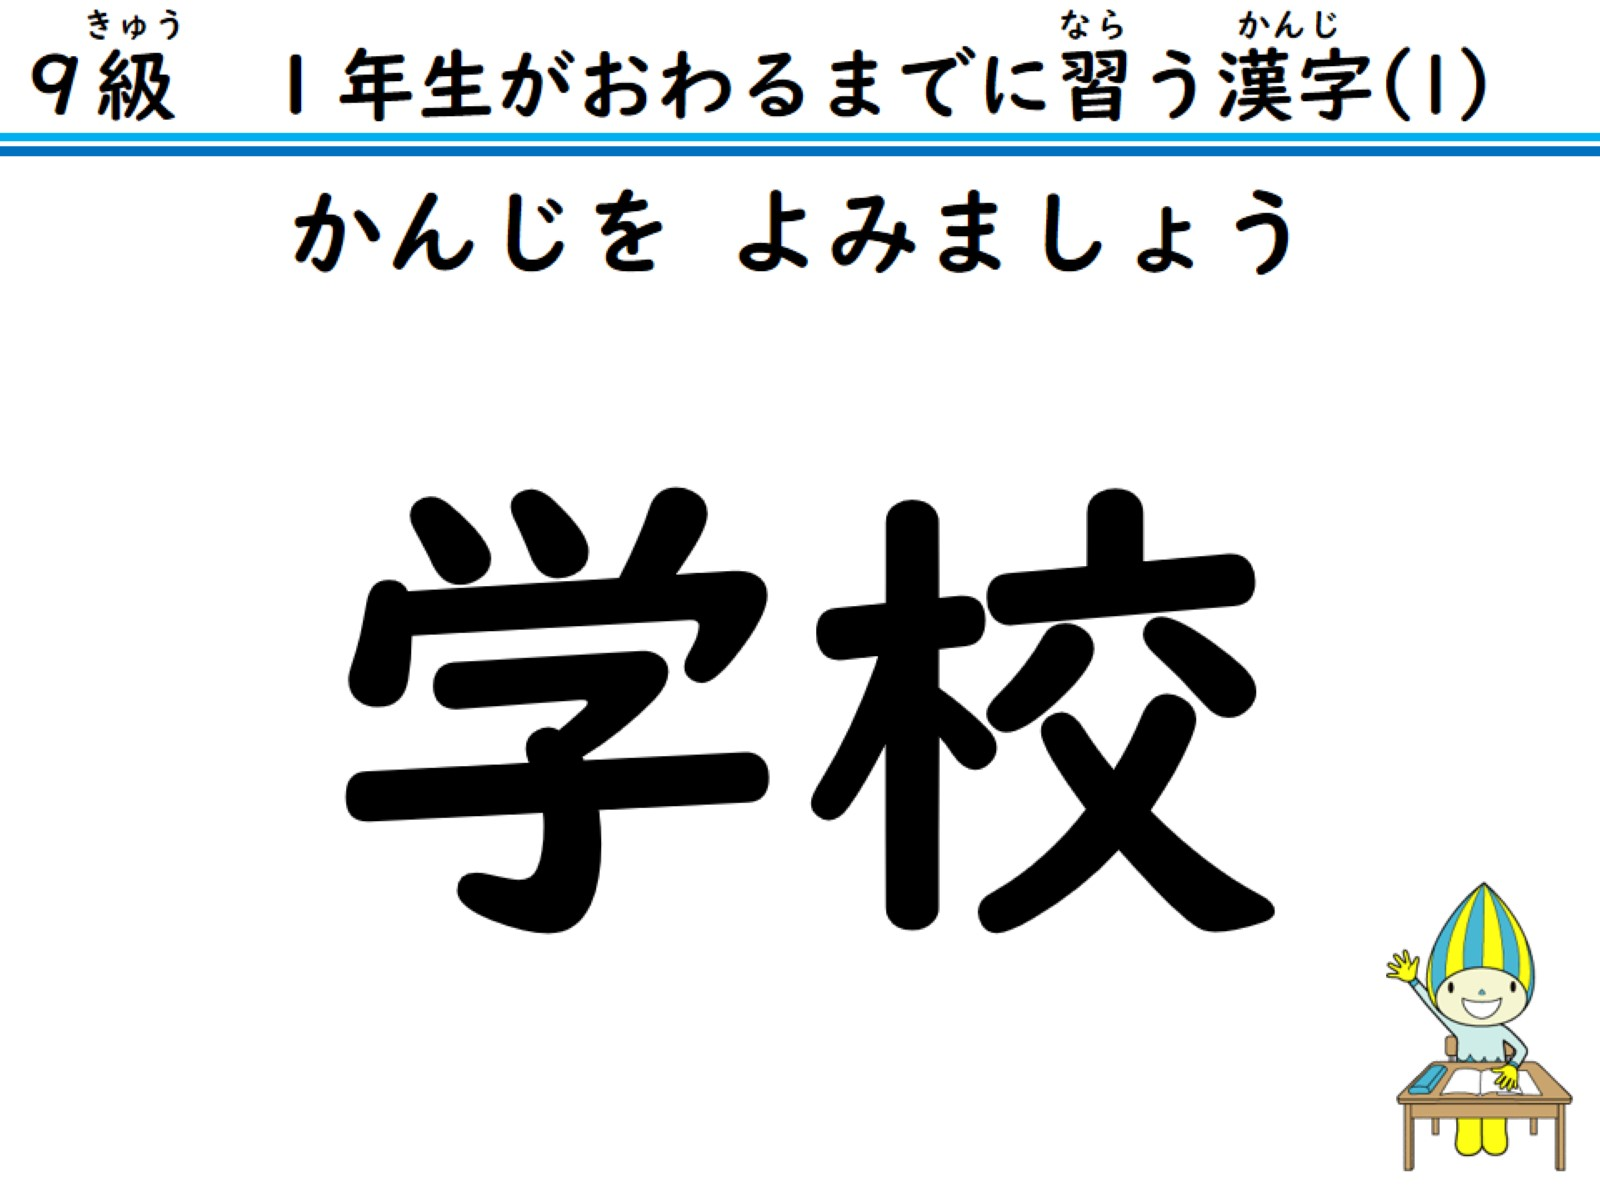 きゅう なら かんじ
9級 1年生がおわるまでに習う漢字(1)
かんじを よみましょう
学校